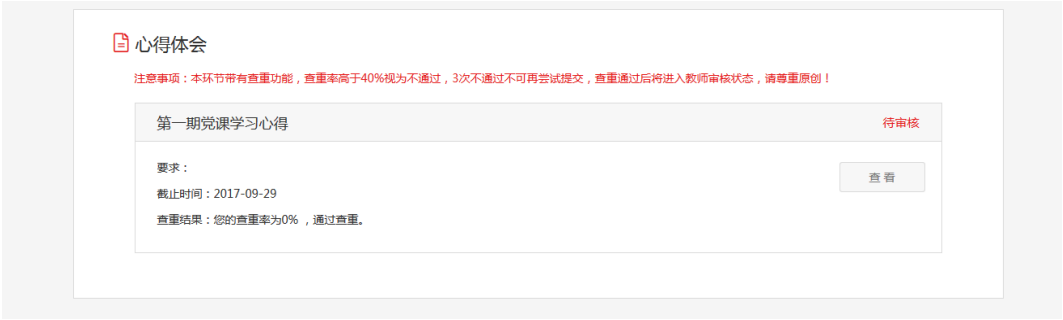 心得体会
注意事项：本环节带有查重功能，查重率高于40%视为不通过，3次不通过不可再尝试提交，查重通过后将进入教师审核状态，请尊重原创！
第一期党课学习心得
待审核
要求：
查看
截止时间：2017-09-29
查重结果：您的查重率为0% ，通过查重。